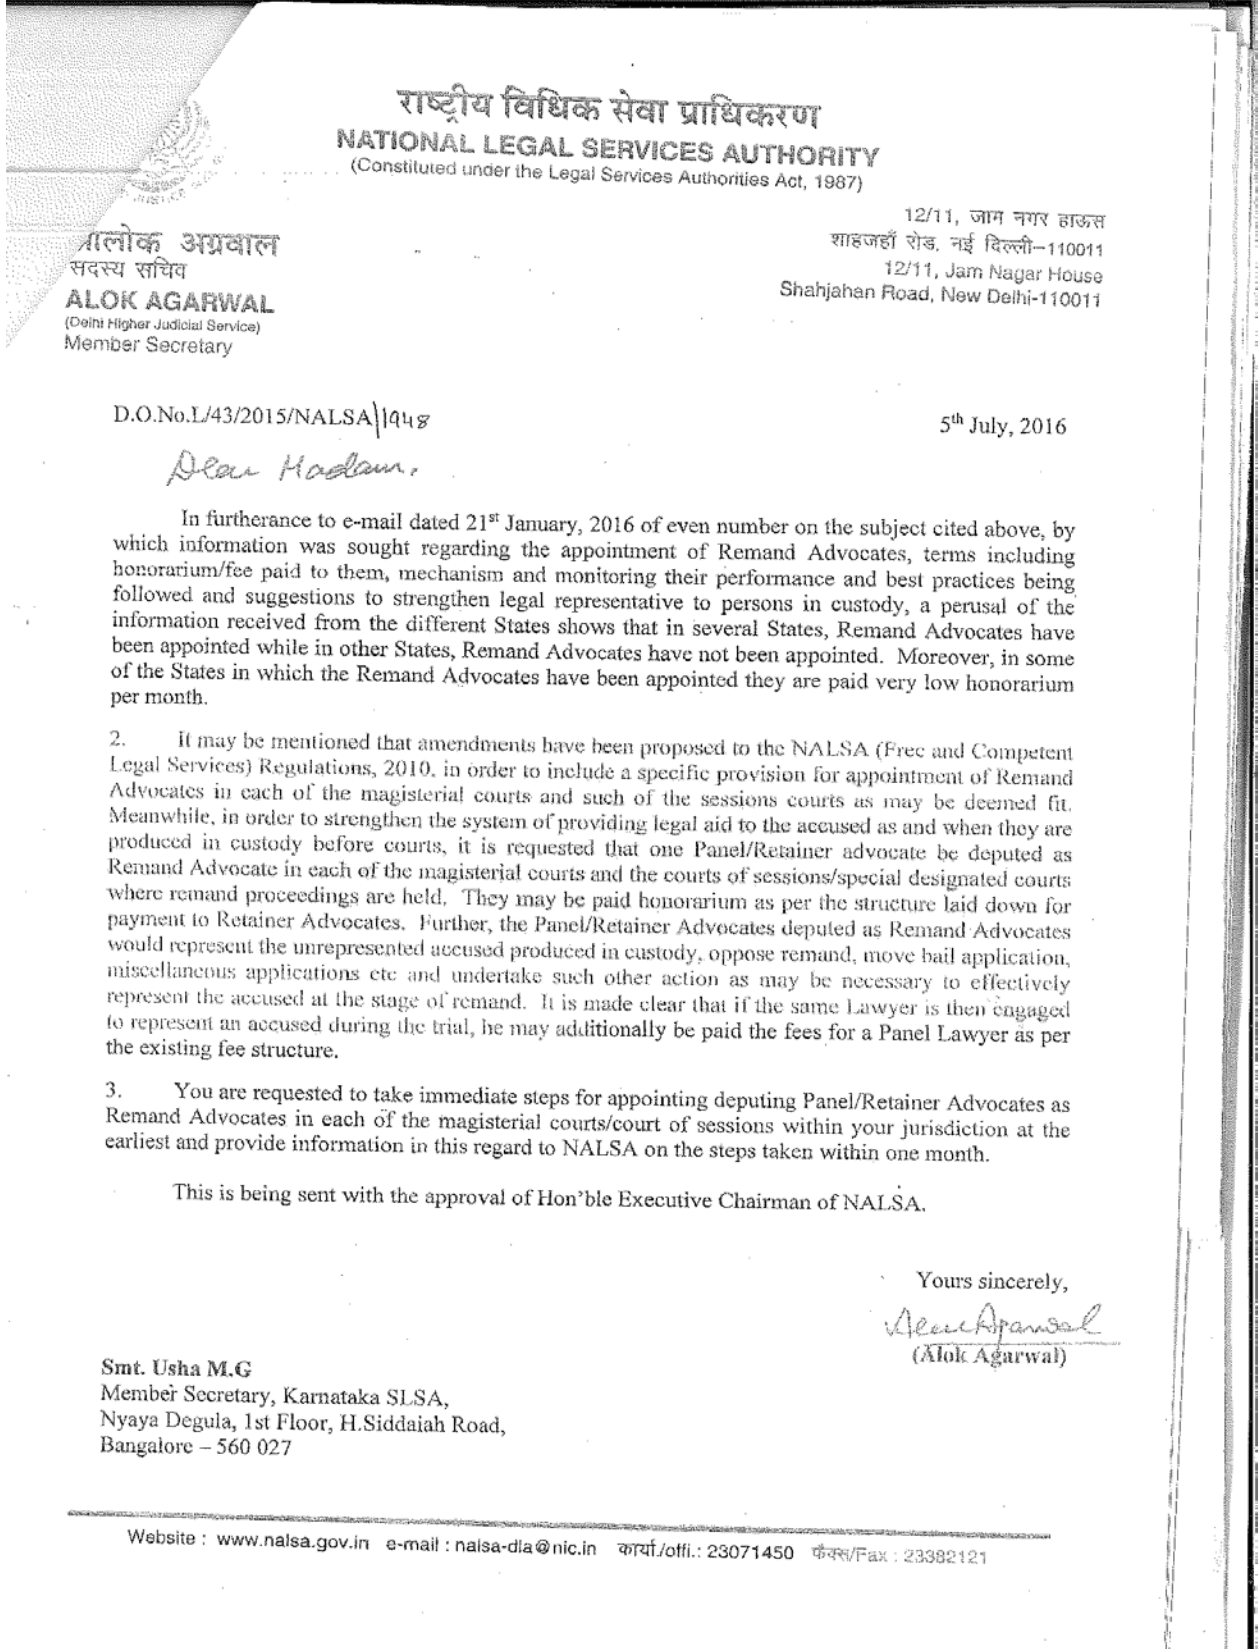 राष्ट्रीय विधिक सेवा प्राधिकरण
NATIONAL LEGAL SERVICES AUTHORITY
(Constituted under the Legal Services Authorities Act, 1987)
12/11, जाम नगर हाऊस
शाहजहाँ रोड, नई दिल्ली–110011
12/11, Jam Nagar House
Shahjahan Road, New Delhi-110011
अग्रवाल
सदस्य सचिव
ALOK AGARWAL
(Delhi Higher Judicial Service)
Member Secretary
D.O.No.L/43/2015/NALSA\1948
5th July, 2016
Dear Madam,
In furtherance to e-mail dated 21st January, 2016 of even number on the subject cited above, by
which information was sought regarding the appointment of Remand Advocates, terms including
honorarium/fee paid to them, mechanism and monitoring their performance and best practices being
followed and suggestions to strengthen legal representative to persons in custody, a perusal of the
information received from the different States shows that in several States, Remand Advocates have
been appointed while in other States, Remand Advocates have not been appointed. Moreover, in some
of the States in which the Remand Advocates have been appointed they are paid very low honorarium
per month.
2. It may be mentioned that amendments have been proposed to the NALSA (Free and Competent
Legal Services) Regulations, 2010, in order to include a specific provision for appointment of Remand
Advocates in each of the magisterial courts and such of the sessions courts as may be deemed fit.
Meanwhile, in order to strengthen the system of providing legal aid to the accused as and when they are
produced in custody before courts, it is requested that one Panel/Retainer advocate be deputed as
Remand Advocate in each of the magisterial courts and the courts of sessions/special designated courts
where remand proceedings are held. They may be paid honorarium as per the structure laid down for
payment to Retainer Advocates. Further, the Panel/Retainer Advocates deputed as Remand Advocates
would represent the unrepresented accused produced in custody, oppose remand, move bail application,
miscellaneous applications etc and undertake such other action as may be necessary to effectively
represent the accused at the stage of remand. It is made clear that if the same Lawyer is then engaged
to represent an accused during the trial, he may additionally be paid the fees for a Panel Lawyer as per
the existing fee structure.
3. You are requested to take immediate steps for appointing deputing Panel/Retainer Advocates as
Remand Advocates in each of the magisterial courts/court of sessions within your jurisdiction at the
earliest and provide information in this regard to NALSA on the steps taken within one month.
This is being sent with the approval of Hon'ble Executive Chairman of NALSA.
Yours sincerely,
(Alok Agarwal)
Smt. Usha M.G
Member Secretary, Karnataka SLSA,
Nyaya Degula, 1st Floor, H.Siddaiah Road,
Bangalore – 560 027
Website : www.nalsa.gov.in e-mail : nalsa-dla@nic.in कार्या./offi.: 23071450 फैक्स/Fax : 23382121